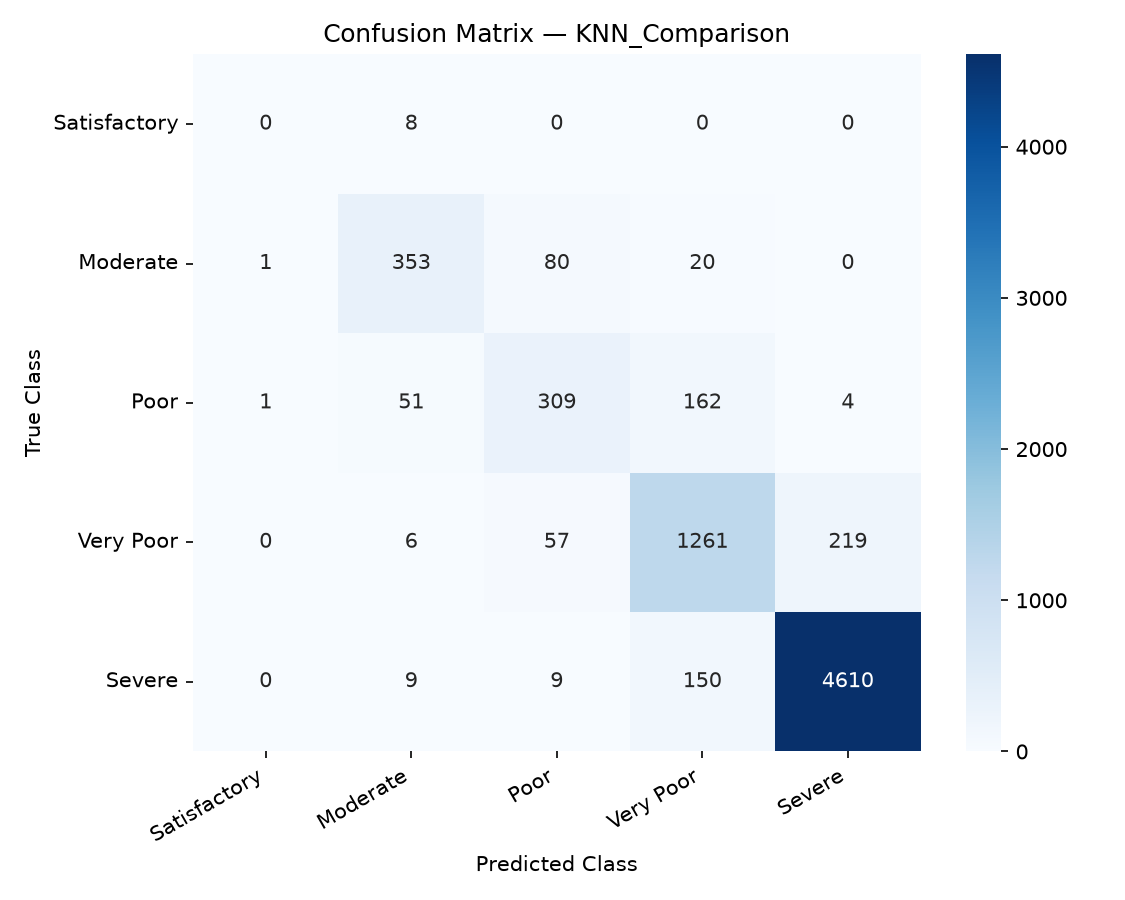 Confusion Matrix — KNN_Comparison
Satisfactory 0 8 0 0 0
Moderate 1 353 80 20 0
Poor 1 51 309 162 4
Very Poor 0 6 57 1261 219
Severe 0 9 9 150 4610
Satisfactory Moderate Poor Very Poor Severe
Predicted Class
True Class
4000
3000
2000
1000
0